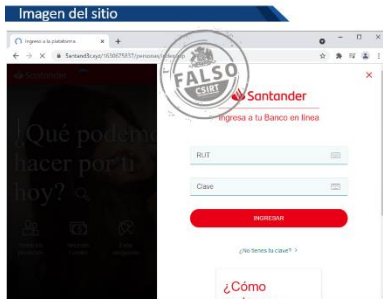 Imagen del sitio
Ingreso a la plataforma
Santander
FALSO
CSIRT
Santander
Ingresa a tu Banco en línea
¿Qué podemos
hacer por ti
hoy?
RUT
Clave
INGRESAR
¿No tienes tu clave? >
¿Cómo